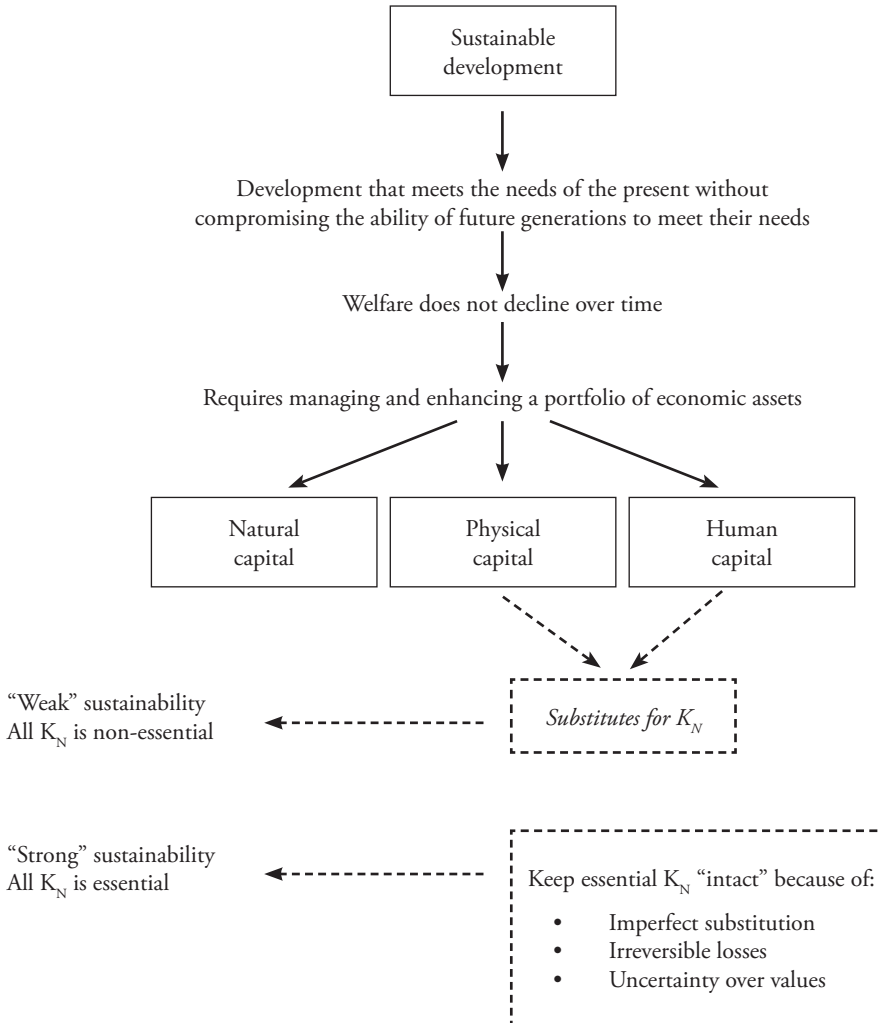 Sustainable
development
Development that meets the needs of the present without
compromising the ability of future generations to meet their needs
Welfare does not decline over time
Requires managing and enhancing a portfolio of economic assets
Natural
capital
Physical
capital
Human
capital
“Weak” sustainability
All K_N is non-essential
Substitutes for K_N
“Strong” sustainability
All K_N is essential
Keep essential K_N “intact” because of:
• Imperfect substitution
• Irreversible losses
• Uncertainty over values